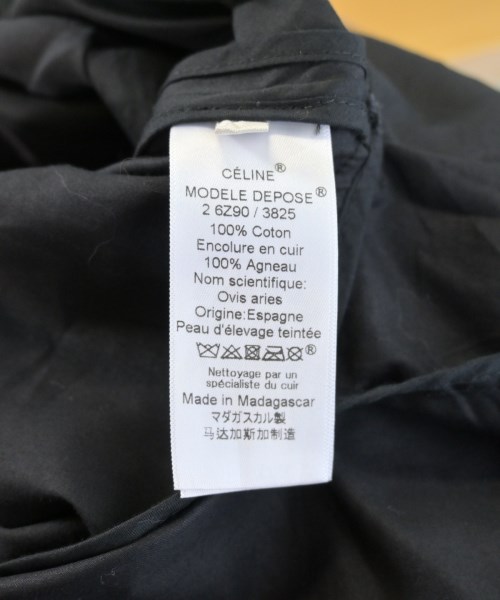 CÉLINE®
MODELE DEPOSE®
2 6Z90 / 3825
100% Coton
Encolure en cuir
100% Agneau
Nom scientifique:
Ovis aries
Origine:Espagne
Peau d'élevage teintée
®
Nettoyage par un
spécialiste du cuir
Made in Madagascar
マダガスカル製
马达加斯加制造